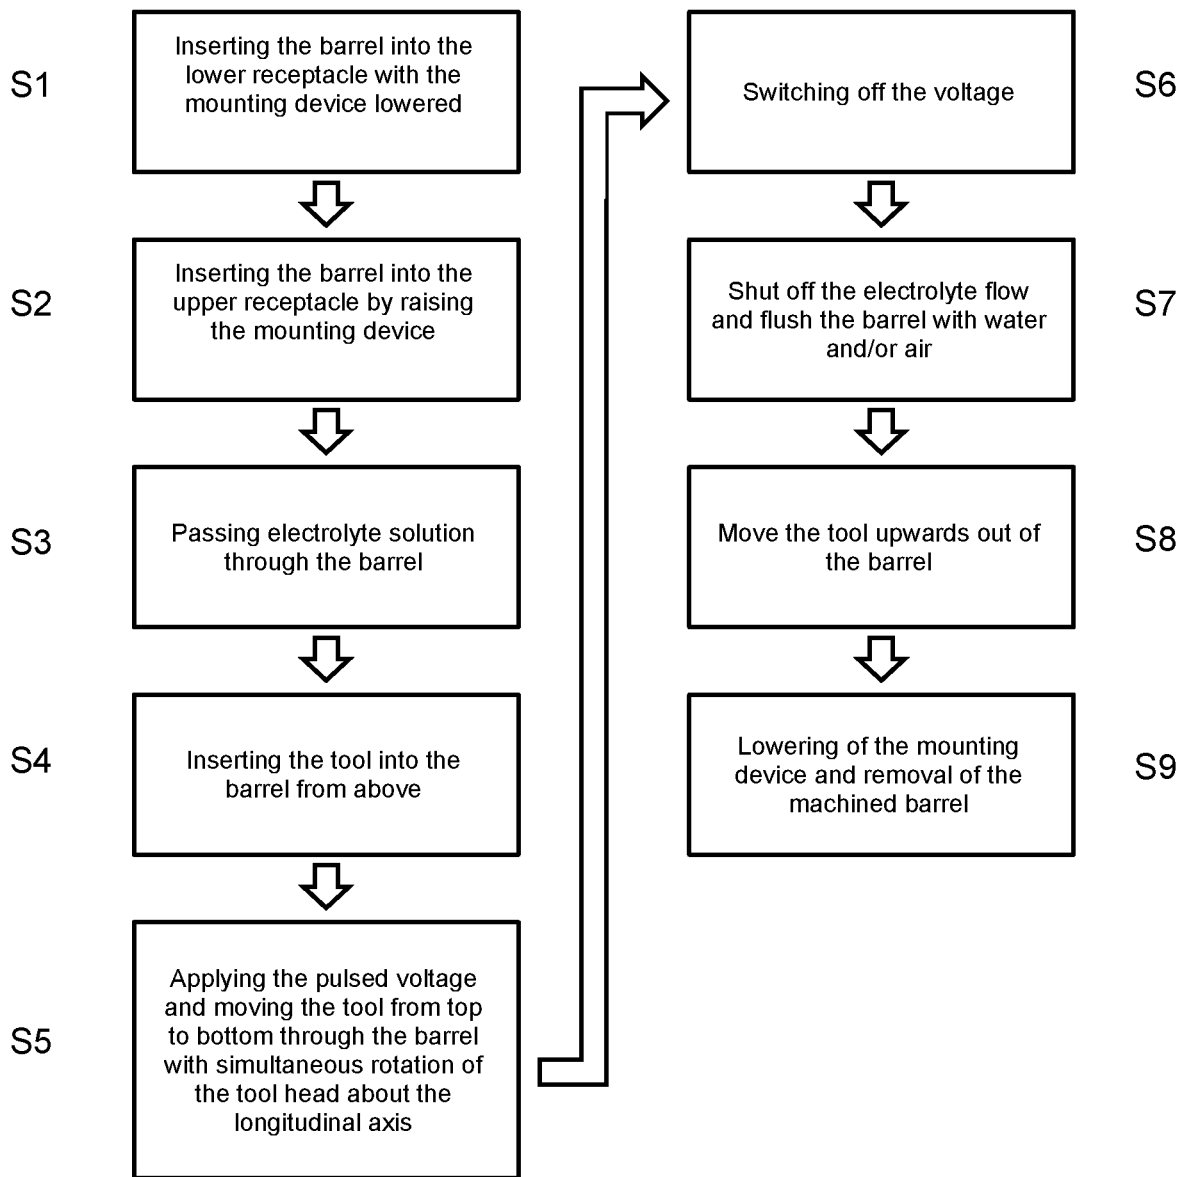 S1
Inserting the barrel into the
lower receptacle with the
mounting device lowered
S2
Inserting the barrel into the
upper receptacle by raising
the mounting device
S3
Passing electrolyte solution
through the barrel
S4
Inserting the tool into the
barrel from above
S5
Applying the pulsed voltage
and moving the tool from top
to bottom through the barrel
with simultaneous rotation of
the tool head about the
longitudinal axis
Switching off the voltage
S6
Shut off the electrolyte flow
and flush the barrel with water
and/or air
S7
Move the tool upwards out of
the barrel
S8
Lowering of the mounting
device and removal of the
machined barrel
S9